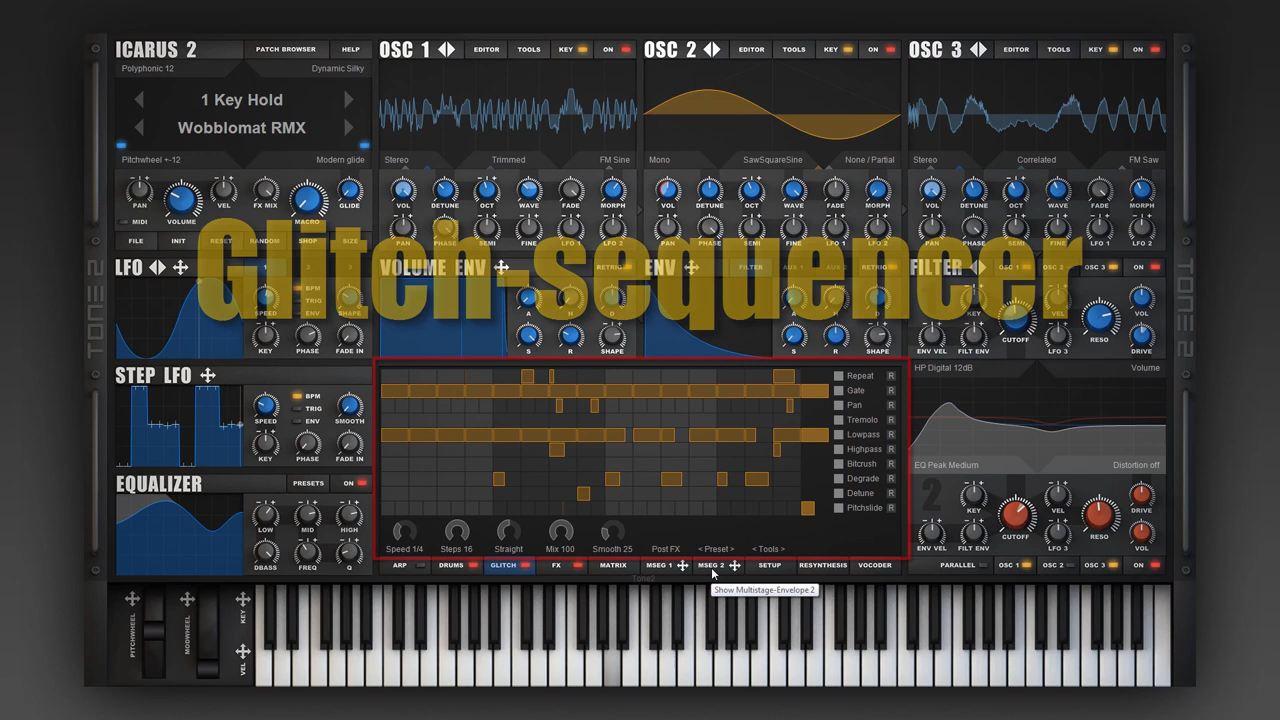 ICARUS 2 PATCH BROWSER HELP
Polyphonic 12 Dynamic Silky
1 Key Hold
Wobblomat RMX
Pitchwheel +-12 Modern glide
PAN VOLUME VEL FX MIX MACRO GLIDE
MIDI
FILE INIT RESET RANDOM SHOP SIZE
OSC 1 EDITOR TOOLS KEY ON
Stereo Trimmed FM Sine
VOL DETUNE OCT WAVE FADE MORPH
PAN PHASE SEMI FINE LFO 1 LFO 2
OSC 2 EDITOR TOOLS KEY ON
Mono SawSquareSine None / Partial
VOL DETUNE OCT WAVE FADE MORPH
OSC 3 EDITOR TOOLS KEY ON
Stereo Correlated FM Saw
VOL DETUNE OCT WAVE FADE MORPH
PAN PHASE SEMI FINE LFO 1 LFO 2
Glitch-sequencer
TONE 2
LFO 1 2 3
BPM
TRIG
ENV
SPEED SHAPE
KEY PHASE FADE IN
VOLUME ENV RETRIG
A H D
S R SHAPE
ENV FILTER AUX 1 AUX 2 RETRIG
A H D
S R SHAPE
FILTER OSC 1 OSC 2 OSC 3 ON
KEY CUTOFF RESO VOL
ENV VEL FILT ENV LFO 3 DRIVE
TONE 2
STEP LFO
BPM
TRIG
ENV
SPEED SMOOTH
KEY PHASE FADE IN
Repeat R
Gate R
Pan R
Tremolo R
Lowpass R
Highpass R
Bitcrush R
Degrade R
Detune R
Pitchslide R
Speed 1/4 Steps 16 Straight Mix 100 Smooth 25 Post FX < Preset > < Tools >
HP Digital 12dB Volume
EQ Peak Medium Distortion off
2
KEY CUTOFF VOL RESO DRIVE
ENV VEL FILT ENV LFO 3 VOL
EQUALIZER PRESETS ON
LOW MID HIGH
DBASS FREQ Q
ARP DRUMS GLITCH FX MATRIX MSEG 1 MSEG 2 SETUP RESYNTHESIS VOCODER
PARALLEL OSC 1 OSC 2 OSC 3 ON
Tone2
Show Multistage-Envelope 2
PITCHWHEEL MODWHEEL KEY
VEL